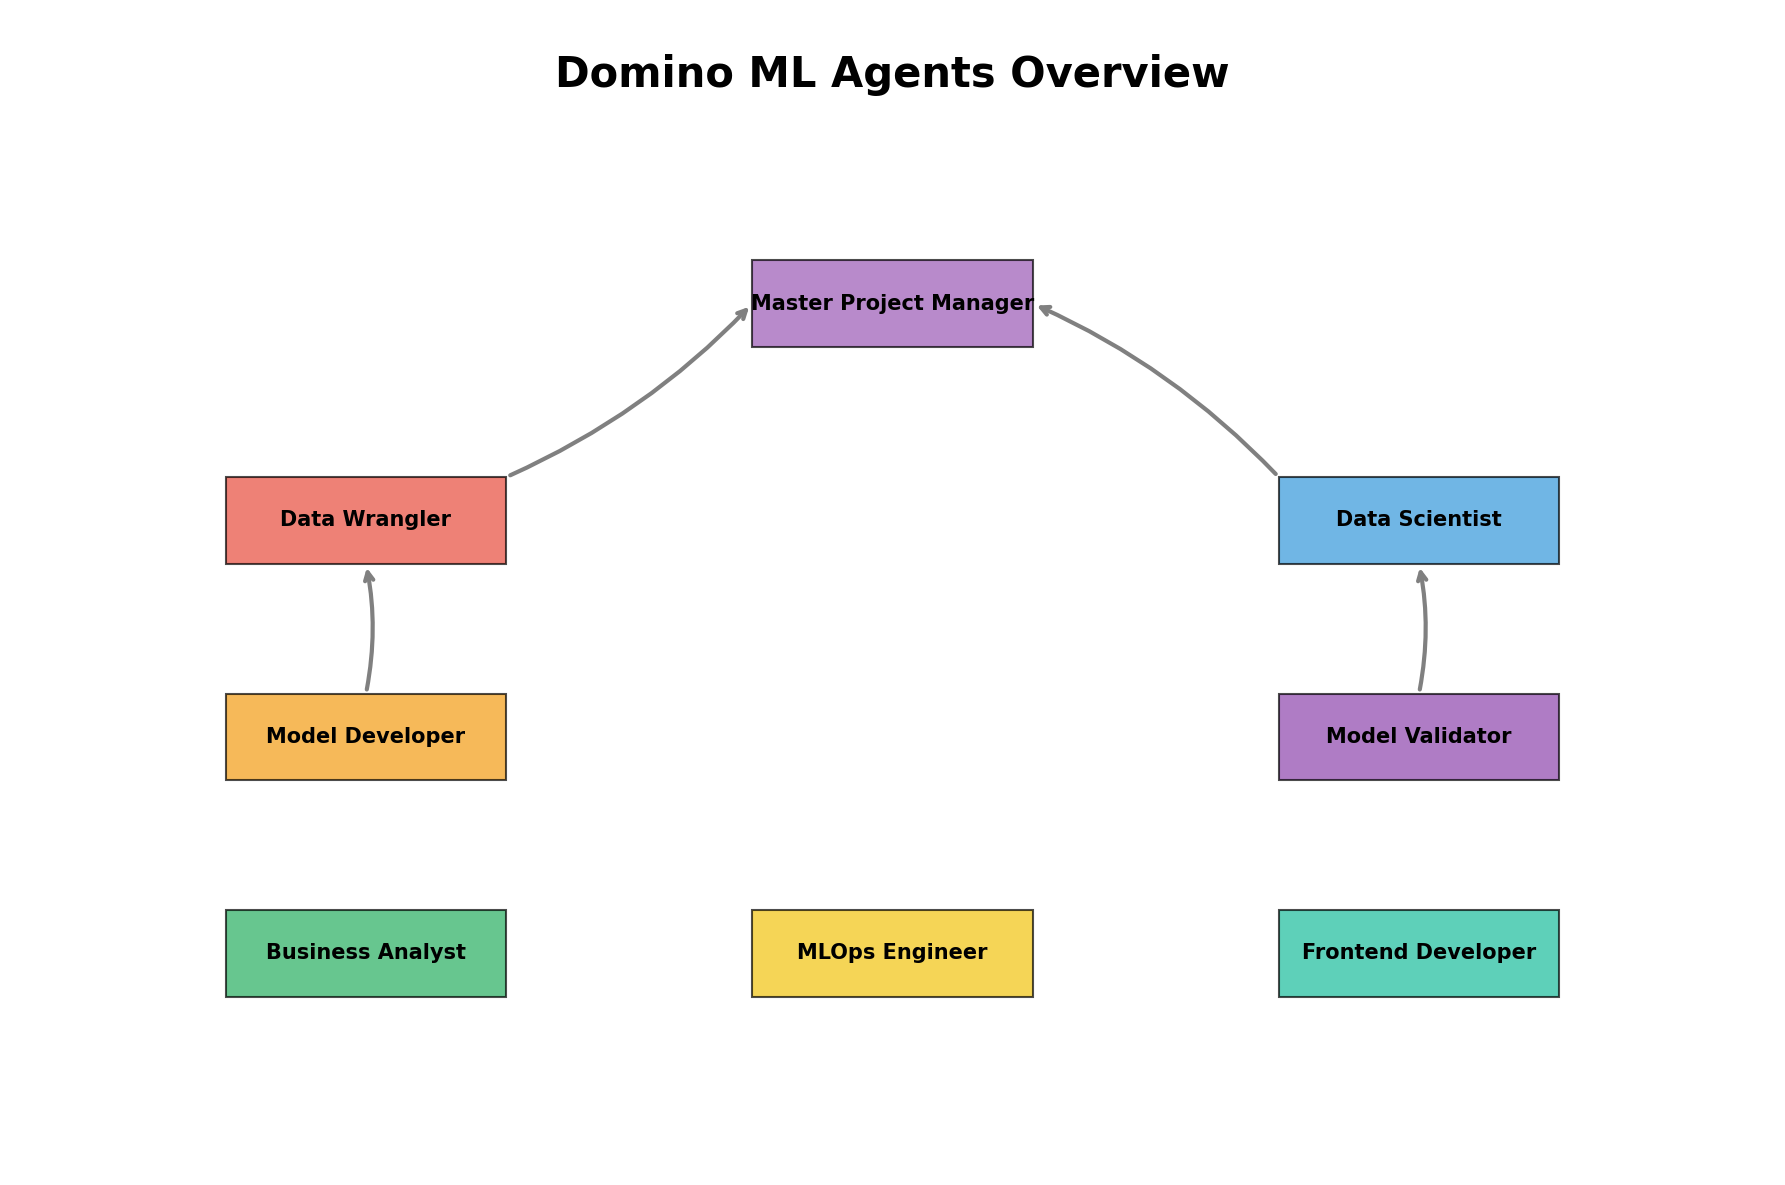 Domino ML Agents Overview
Master Project Manager
Data Wrangler
Data Scientist
Model Developer
Model Validator
Business Analyst
MLOps Engineer
Frontend Developer